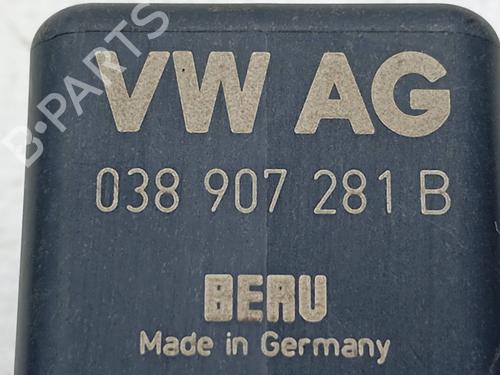 B-PARTS
VW AG
038 907 281 B
BERU
Made in Germany